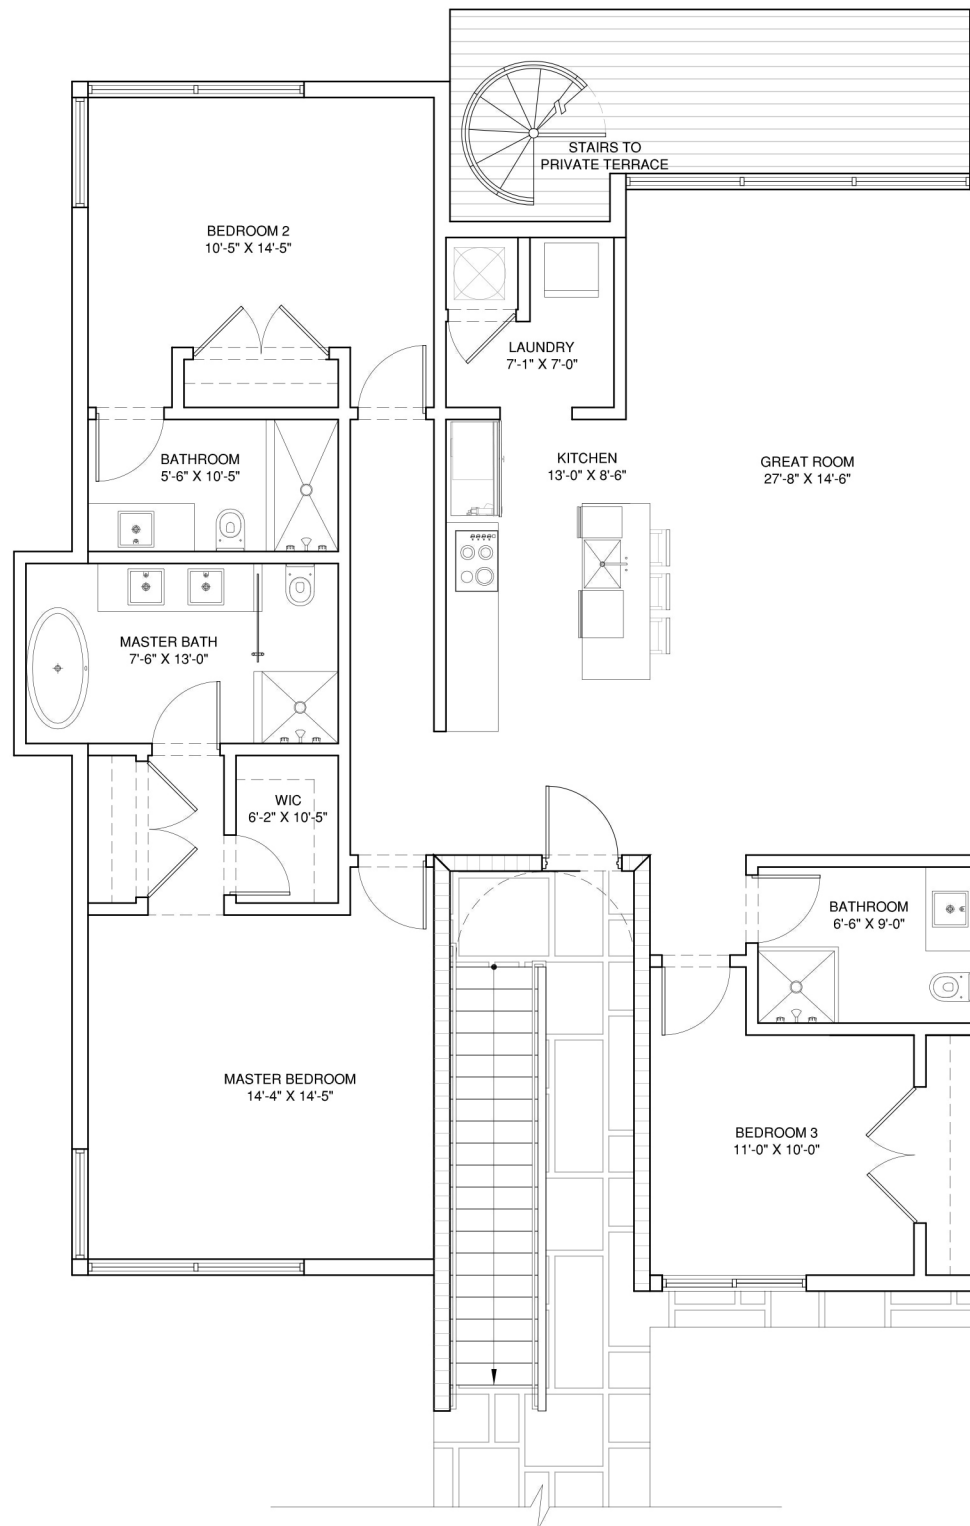 STAIRS TO
PRIVATE TERRACE
BEDROOM 2
10'-5" X 14'-5"
LAUNDRY
7'-1" X 7'-0"
BATHROOM
5'-6" X 10'-5"
KITCHEN
13'-0" X 8'-6"
GREAT ROOM
27'-8" X 14'-6"
MASTER BATH
7'-6" X 13'-0"
WIC
6'-2" X 10'-5"
BATHROOM
6'-6" X 9'-0"
MASTER BEDROOM
14'-4" X 14'-5"
BEDROOM 3
11'-0" X 10'-0"